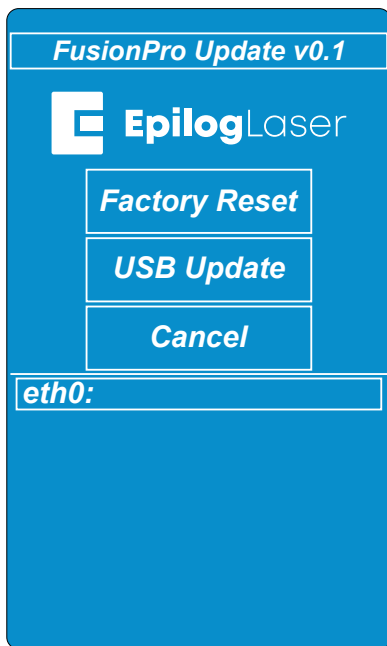 FusionPro Update v0.1
EpilogLaser
Factory Reset
USB Update
Cancel
eth0: